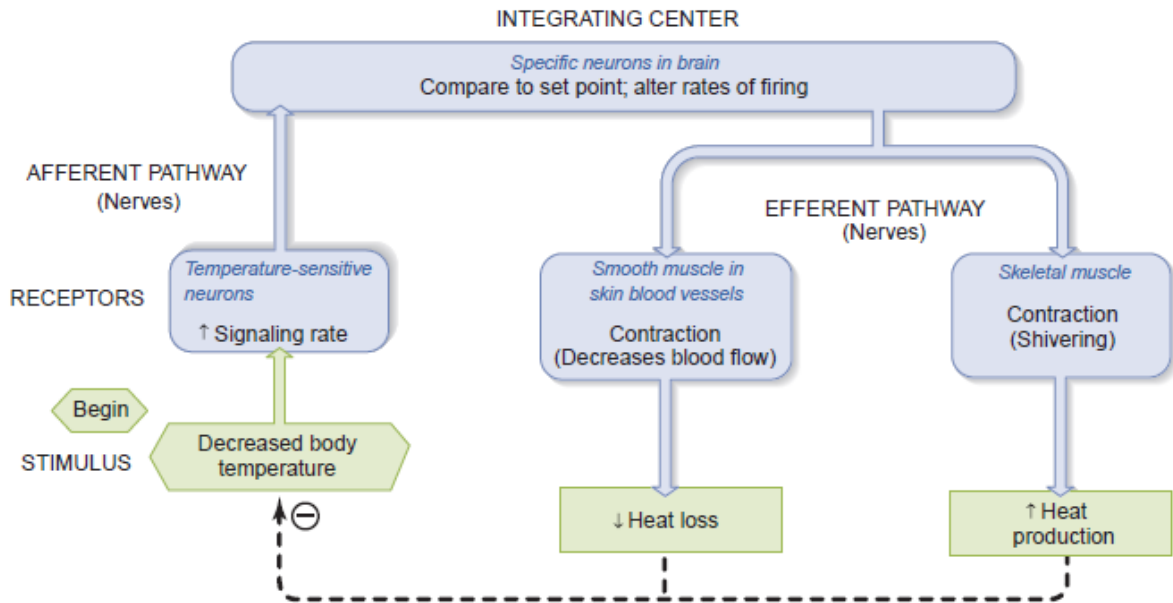 INTEGRATING CENTER
Specific neurons in brain
Compare to set point; alter rates of firing
AFFERENT PATHWAY
(Nerves)
EFFERENT PATHWAY
(Nerves)
RECEPTORS
Temperature-sensitive
neurons
↑ Signaling rate
Smooth muscle in
skin blood vessels
Contraction
(Decreases blood flow)
Skeletal muscle
Contraction
(Shivering)
Begin
STIMULUS
Decreased body
temperature
⊖
↓ Heat loss
↑ Heat
production